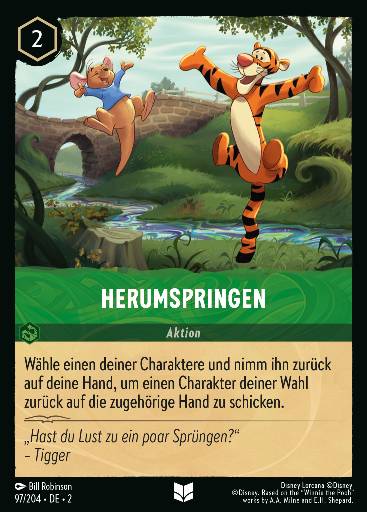 2
HERUMSPRINGEN
Aktion
Wähle einen deiner Charaktere und nimm ihn zurück
auf deine Hand, um einen Charakter deiner Wahl
zurück auf die zugehörige Hand zu schicken.
„Hast du Lust zu ein paar Sprüngen?“
– Tigger
Bill Robinson
97/204 • DE • 2
Disney Lorcana ©Disney
©Disney. Based on the "Winnie the Pooh"
works by A.A. Milne and E.H. Shepard.